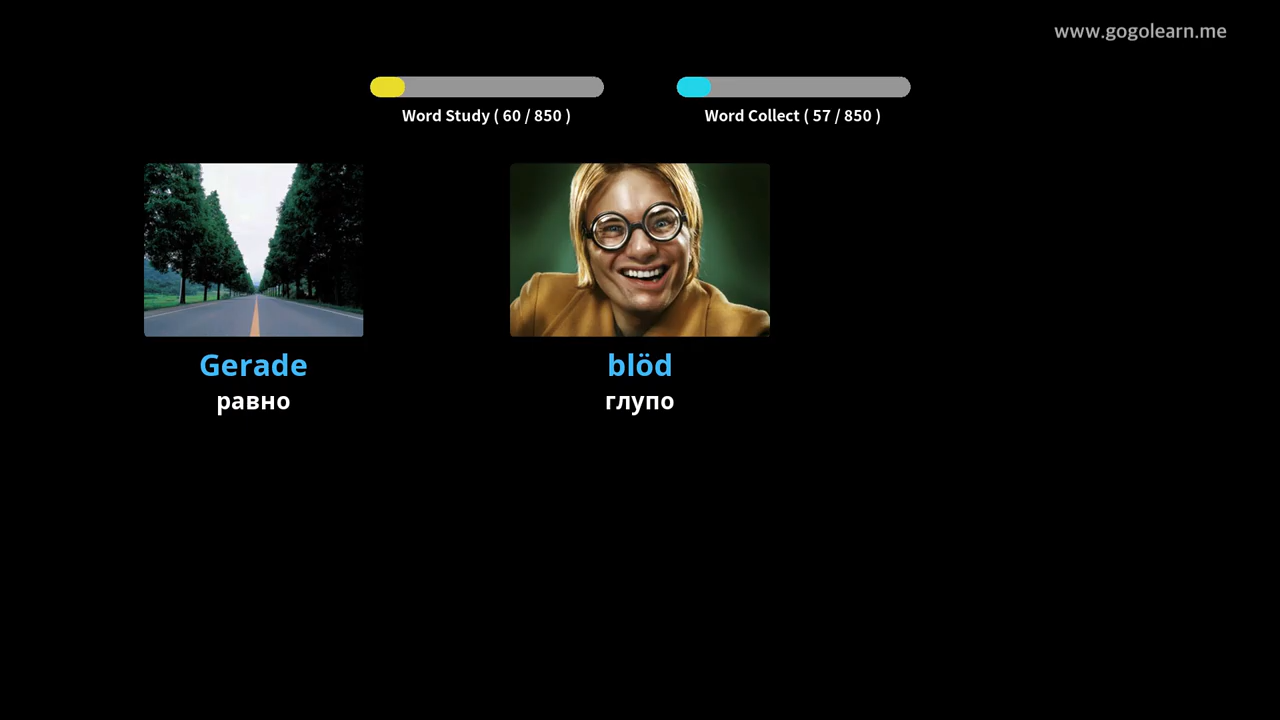 www.gogolearn.me
Word Study ( 60 / 850 )
Word Collect ( 57 / 850 )
Gerade
равно
blöd
глупо